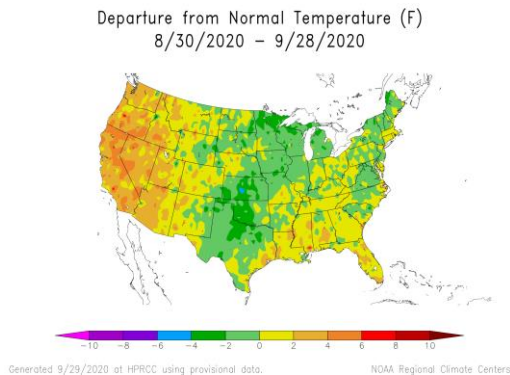 Departure from Normal Temperature (F)
8/30/2020 – 9/28/2020
-10 -8 -6 -4 -2 0 2 4 6 8 10
Generated 9/29/2020 at HPRCC using provisional data. NOAA Regional Climate Centers